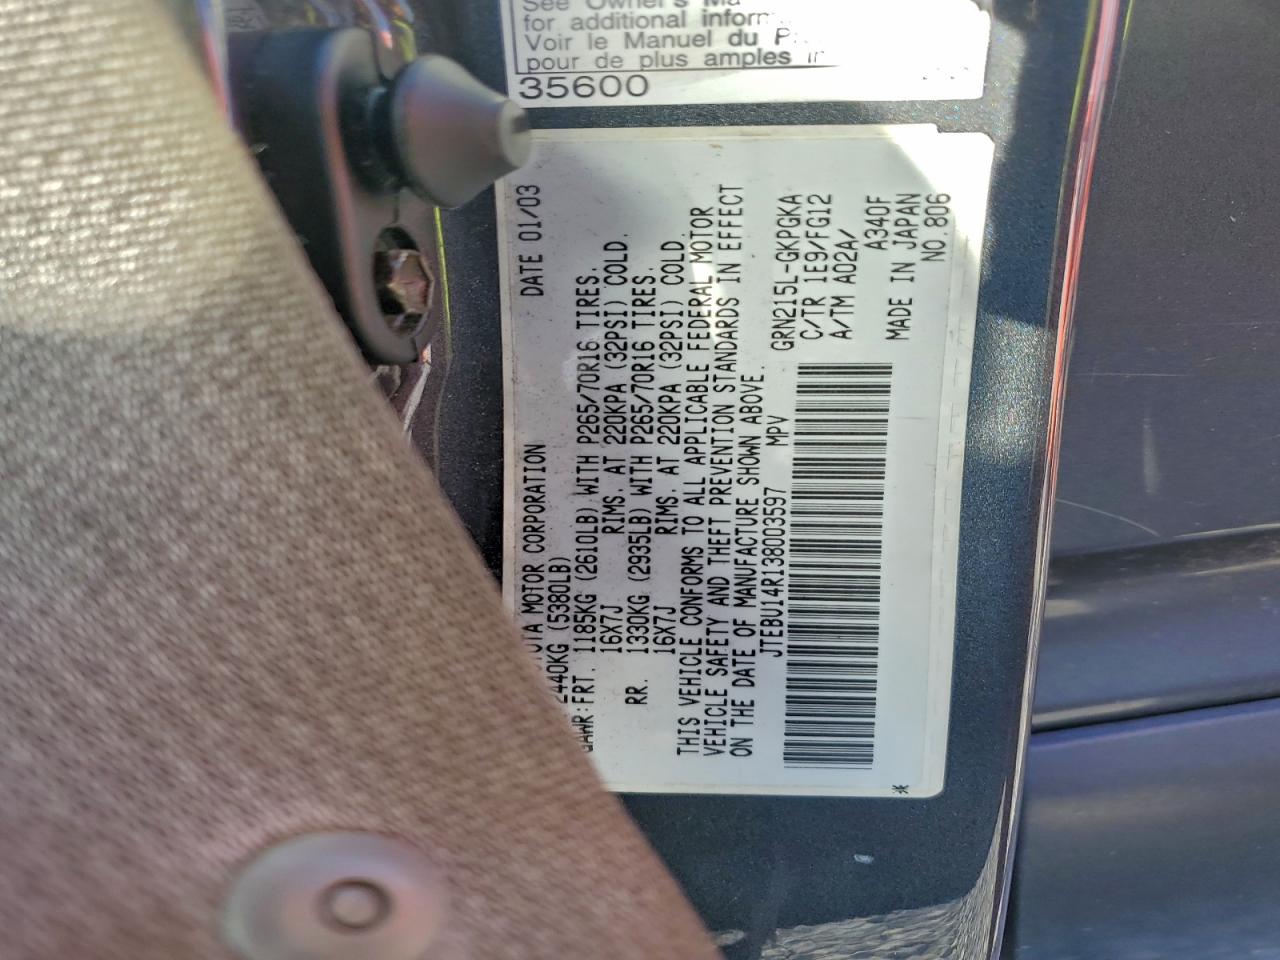 See Owner's
for additional
Voir le Manuel du
pour de plus amples
35600
MOTOR CORPORATION DATE 01/03
2440KG (5380LB)
FRT. 1185KG (2610LB) WITH P265/70R16 TIRES.
16X7J RIMS. AT 220KPA (32PSI) COLD.
RR. 1330KG (2935LB) WITH P265/70R16 TIRES.
16X7J RIMS. AT 220KPA (32PSI) COLD.
THIS VEHICLE CONFORMS TO ALL APPLICABLE FEDERAL MOTOR
VEHICLE SAFETY AND THEFT PREVENTION STANDARDS IN EFFECT
ON THE DATE OF MANUFACTURE SHOWN ABOVE.
JTEBU14R138003597 MPV
GRN215L-GKPGKA
C/TR 1E9/FG12
A/TM A02A/
A340F
MADE IN JAPAN
NO.806
*